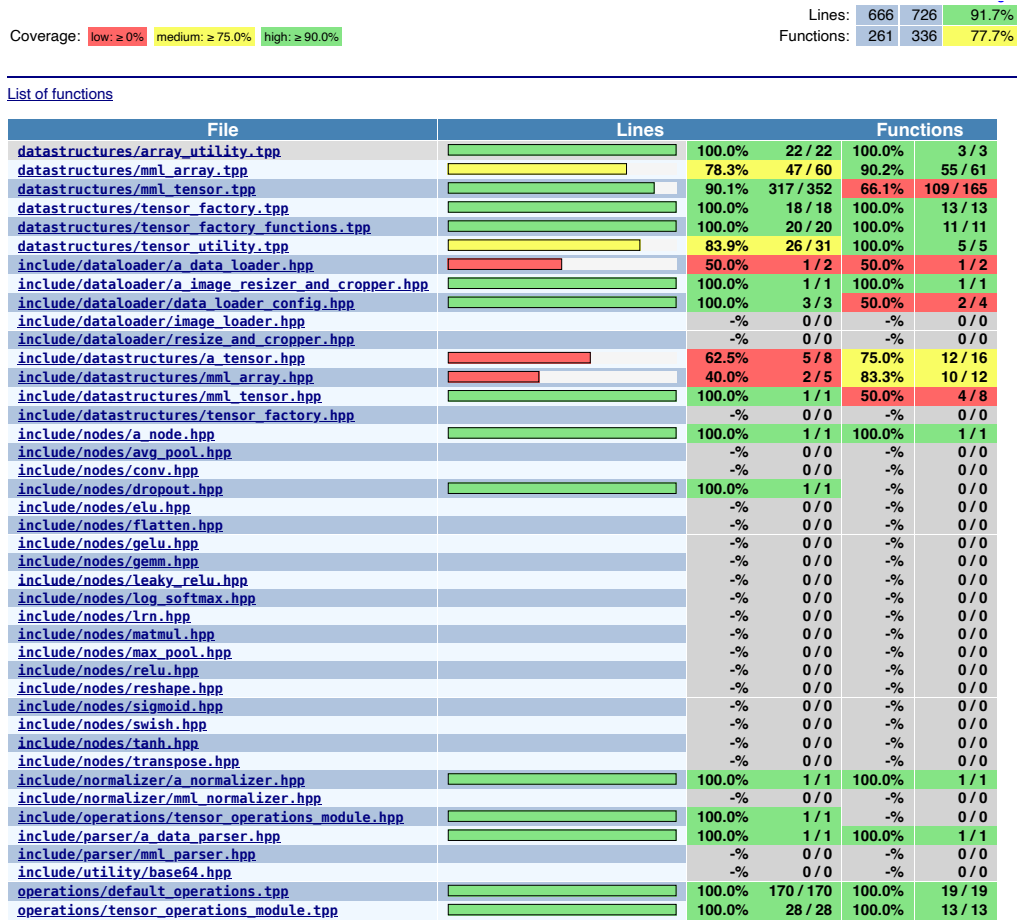 Lines: 666 726 91.7%
Coverage: low: ≥ 0% medium: ≥ 75.0% high: ≥ 90.0% Functions: 261 336 77.7%
List of functions
File Lines Functions
datastructures/array_utility.tpp 100.0% 22 / 22 100.0% 3 / 3
datastructures/mml_array.tpp 78.3% 47 / 60 90.2% 55 / 61
datastructures/mml_tensor.tpp 90.1% 317 / 352 66.1% 109 / 165
datastructures/tensor_factory.tpp 100.0% 18 / 18 100.0% 13 / 13
datastructures/tensor_factory_functions.tpp 100.0% 20 / 20 100.0% 11 / 11
datastructures/tensor_utility.tpp 83.9% 26 / 31 100.0% 5 / 5
include/dataloader/a_data_loader.hpp 50.0% 1 / 2 50.0% 1 / 2
include/dataloader/a_image_resizer_and_cropper.hpp 100.0% 1 / 1 100.0% 1 / 1
include/dataloader/data_loader_config.hpp 100.0% 3 / 3 50.0% 2 / 4
include/dataloader/image_loader.hpp -% 0 / 0 -% 0 / 0
include/dataloader/resize_and_cropper.hpp -% 0 / 0 -% 0 / 0
include/datastructures/a_tensor.hpp 62.5% 5 / 8 75.0% 12 / 16
include/datastructures/mml_array.hpp 40.0% 2 / 5 83.3% 10 / 12
include/datastructures/mml_tensor.hpp 100.0% 1 / 1 50.0% 4 / 8
include/datastructures/tensor_factory.hpp -% 0 / 0 -% 0 / 0
include/nodes/a_node.hpp 100.0% 1 / 1 100.0% 1 / 1
include/nodes/avg_pool.hpp -% 0 / 0 -% 0 / 0
include/nodes/conv.hpp -% 0 / 0 -% 0 / 0
include/nodes/dropout.hpp 100.0% 1 / 1 -% 0 / 0
include/nodes/elu.hpp -% 0 / 0 -% 0 / 0
include/nodes/flatten.hpp -% 0 / 0 -% 0 / 0
include/nodes/gelu.hpp -% 0 / 0 -% 0 / 0
include/nodes/gemm.hpp -% 0 / 0 -% 0 / 0
include/nodes/leaky_relu.hpp -% 0 / 0 -% 0 / 0
include/nodes/log_softmax.hpp -% 0 / 0 -% 0 / 0
include/nodes/lrn.hpp -% 0 / 0 -% 0 / 0
include/nodes/matmul.hpp -% 0 / 0 -% 0 / 0
include/nodes/max_pool.hpp -% 0 / 0 -% 0 / 0
include/nodes/relu.hpp -% 0 / 0 -% 0 / 0
include/nodes/reshape.hpp -% 0 / 0 -% 0 / 0
include/nodes/sigmoid.hpp -% 0 / 0 -% 0 / 0
include/nodes/swish.hpp -% 0 / 0 -% 0 / 0
include/nodes/tanh.hpp -% 0 / 0 -% 0 / 0
include/nodes/transpose.hpp -% 0 / 0 -% 0 / 0
include/normalizer/a_normalizer.hpp 100.0% 1 / 1 100.0% 1 / 1
include/normalizer/mml_normalizer.hpp -% 0 / 0 -% 0 / 0
include/operations/tensor_operations_module.hpp 100.0% 1 / 1 -% 0 / 0
include/parser/a_data_parser.hpp 100.0% 1 / 1 100.0% 1 / 1
include/parser/mml_parser.hpp -% 0 / 0 -% 0 / 0
include/utility/base64.hpp -% 0 / 0 -% 0 / 0
operations/default_operations.tpp 100.0% 170 / 170 100.0% 19 / 19
operations/tensor_operations_module.tpp 100.0% 28 / 28 100.0% 13 / 13